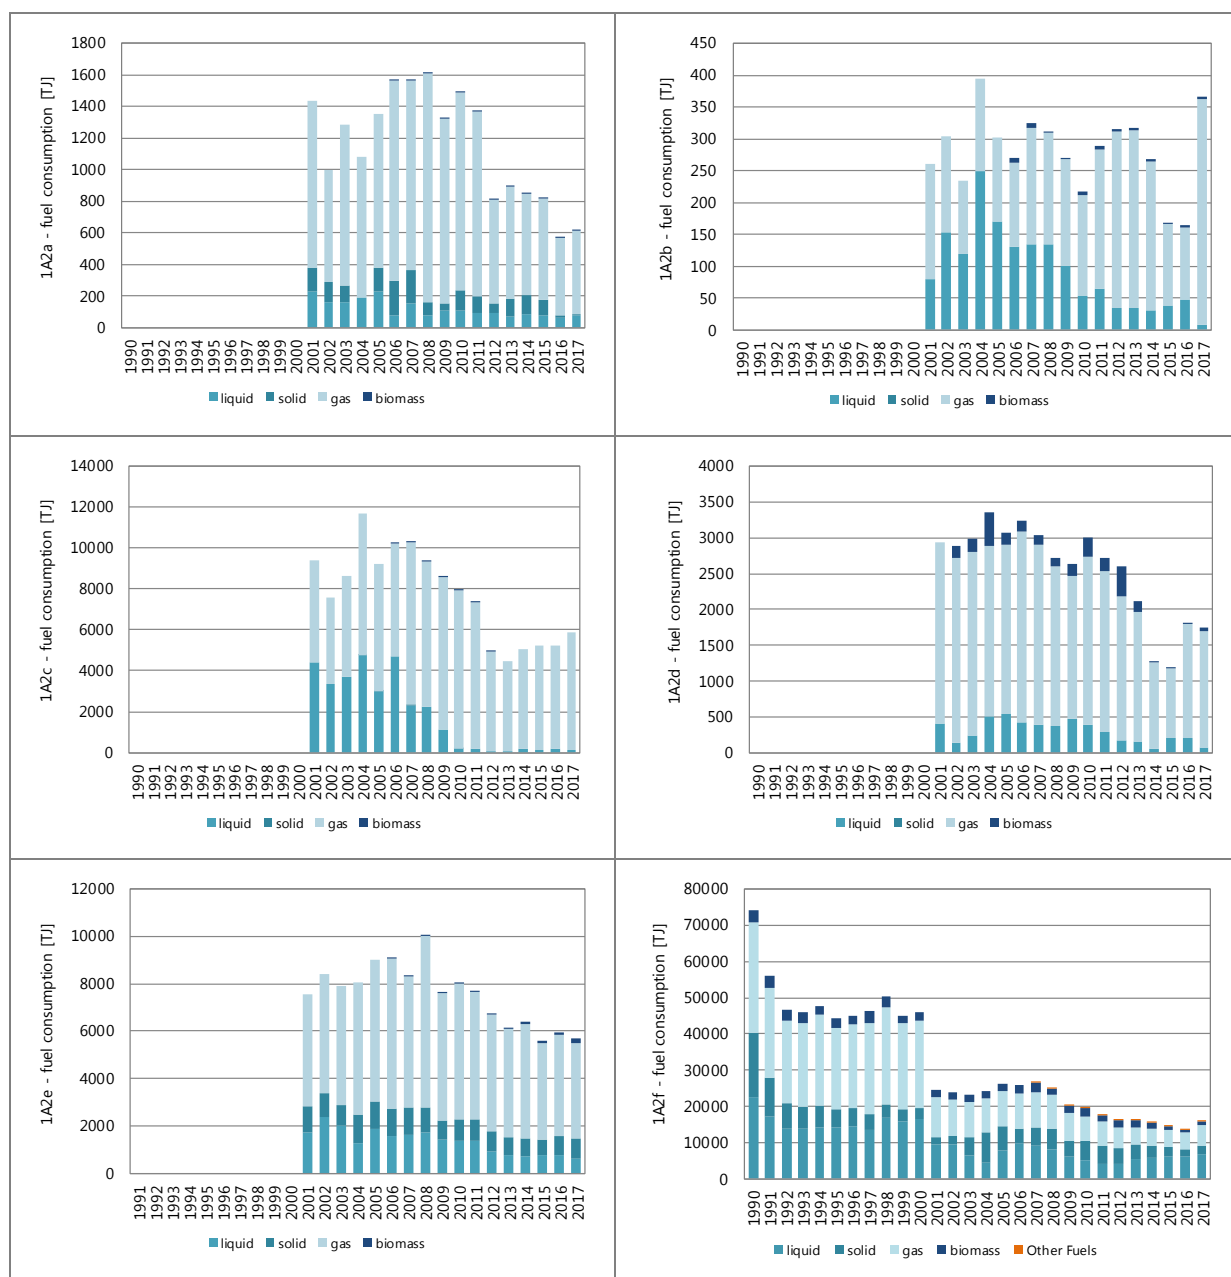 1A2a - fuel consumption [TJ]
1800
1600
1400
1200
1000
800
600
400
200
0
1990 1991 1992 1993 1994 1995 1996 1997 1998 1999 2000 2001 2002 2003 2004 2005 2006 2007 2008 2009 2010 2011 2012 2013 2014 2015 2016 2017
liquid solid gas biomass
1A2b - fuel consumption [TJ]
450
400
350
300
250
200
150
100
50
0
1990 1991 1992 1993 1994 1995 1996 1997 1998 1999 2000 2001 2002 2003 2004 2005 2006 2007 2008 2009 2010 2011 2012 2013 2014 2015 2016 2017
liquid solid gas biomass
1A2c - fuel consumption [TJ]
14000
12000
10000
8000
6000
4000
2000
0
1990 1991 1992 1993 1994 1995 1996 1997 1998 1999 2000 2001 2002 2003 2004 2005 2006 2007 2008 2009 2010 2011 2012 2013 2014 2015 2016 2017
liquid solid gas biomass
1A2d - fuel consumption [TJ]
4000
3500
3000
2500
2000
1500
1000
500
0
1990 1991 1992 1993 1994 1995 1996 1997 1998 1999 2000 2001 2002 2003 2004 2005 2006 2007 2008 2009 2010 2011 2012 2013 2014 2015 2016 2017
liquid solid gas biomass
1A2e - fuel consumption [TJ]
12000
10000
8000
6000
4000
2000
0
1991 1992 1993 1994 1995 1996 1997 1998 1999 2000 2001 2002 2003 2004 2005 2006 2007 2008 2009 2010 2011 2012 2013 2014 2015 2016 2017
liquid solid gas biomass
1A2f - fuel consumption [TJ]
80000
70000
60000
50000
40000
30000
20000
10000
0
1990 1991 1992 1993 1994 1995 1996 1997 1998 1999 2000 2001 2002 2003 2004 2005 2006 2007 2008 2009 2010 2011 2012 2013 2014 2015 2016 2017
liquid solid gas biomass Other Fuels